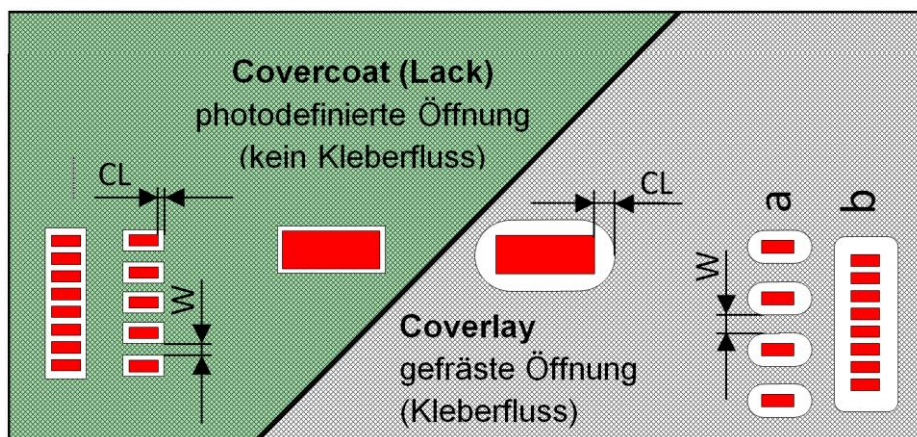 Covercoat (Lack)
photodefinierte Öffnung
(kein Kleberfluss)
CL
W
CL
a
b
W
Coverlay
gefräste Öffnung
(Kleberfluss)